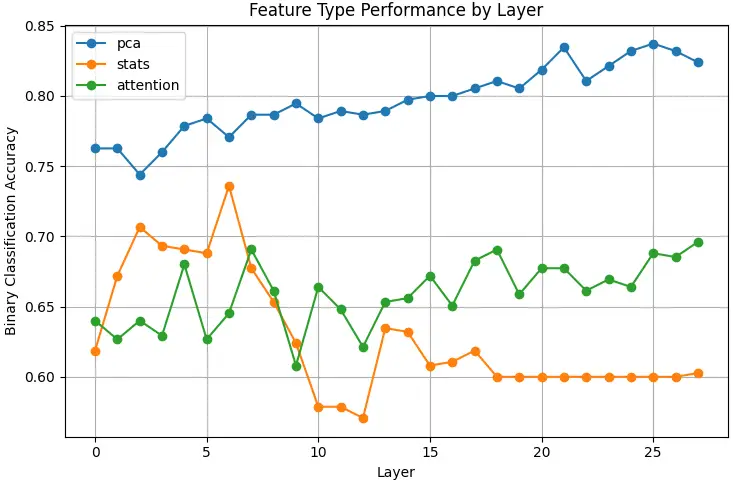 Feature Type Performance by Layer
pca
stats
attention
Binary Classification Accuracy
0.85
0.80
0.75
0.70
0.65
0.60
0
5
10
15
20
25
Layer